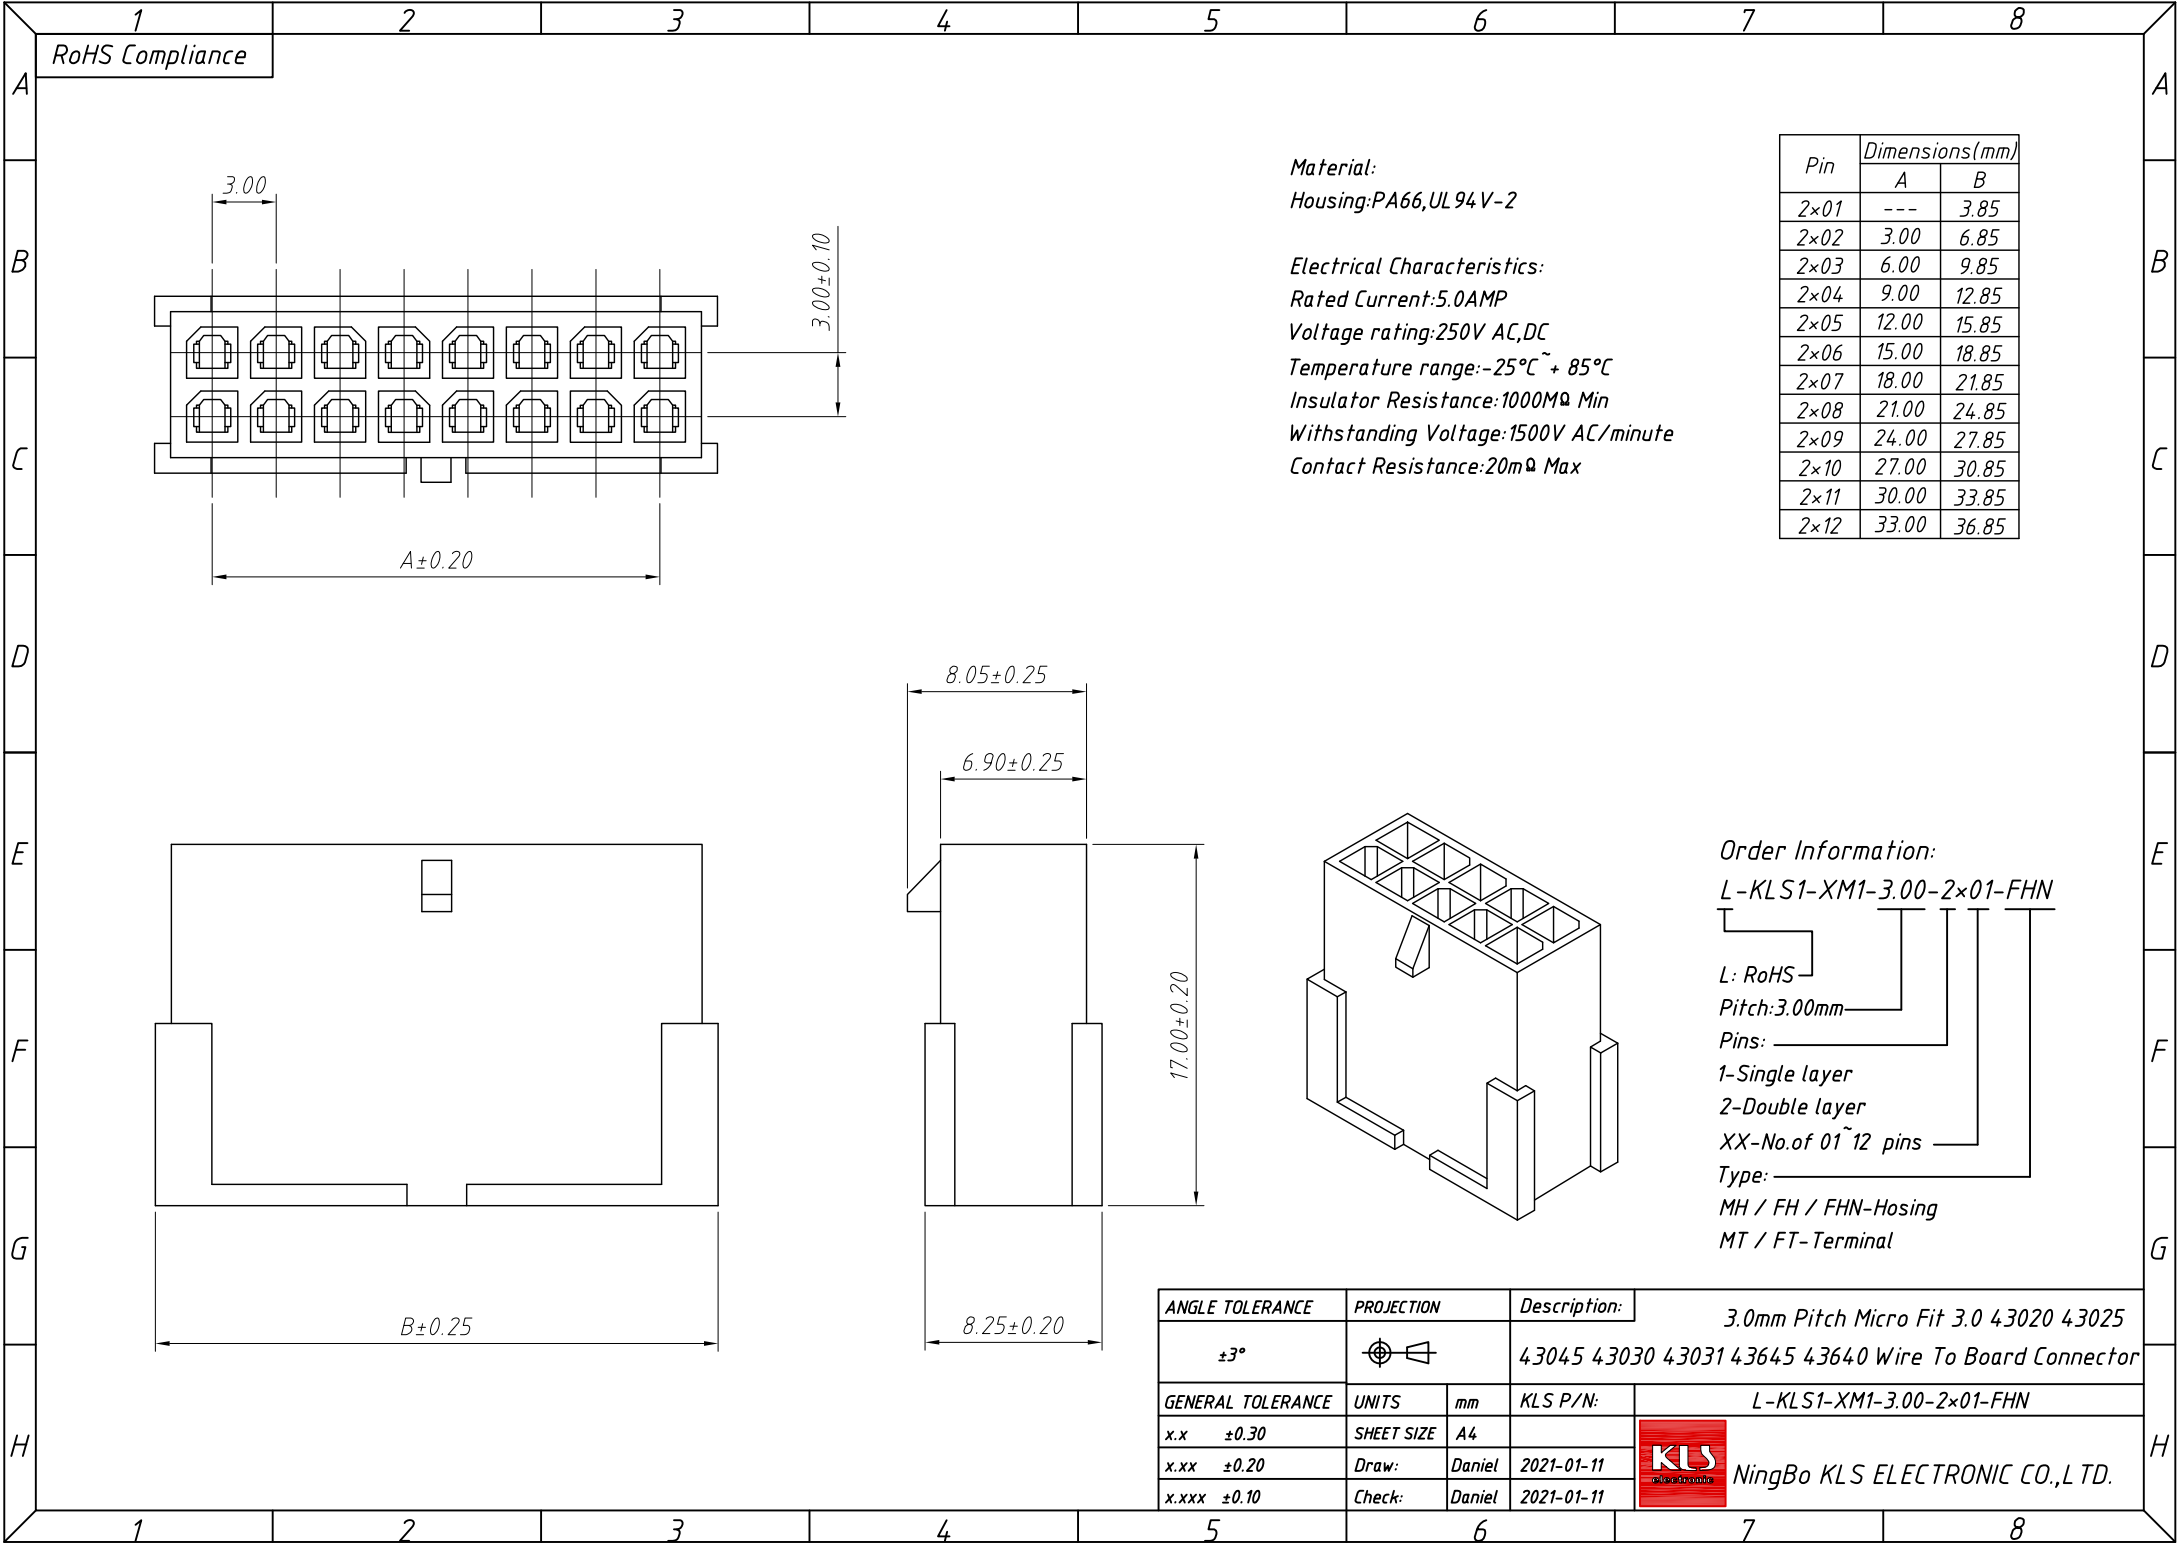 1 2 3 4 5 6 7 8
RoHS Compliance
A
B
C
D
E
F
G
H
A
B
C
D
E
F
G
H
3.00
3.00±0.10
A±0.20
Material:
Housing:PA66,UL94V-2
Electrical Characteristics:
Rated Current:5.0AMP
Voltage rating:250V AC,DC
Temperature range:-25°C~+ 85°C
Insulator Resistance:1000MΩ Min
Withstanding Voltage:1500V AC/minute
Contact Resistance:20mΩ Max
Pin Dimensions(mm)
A B
2×01 --- 3.85
2×02 3.00 6.85
2×03 6.00 9.85
2×04 9.00 12.85
2×05 12.00 15.85
2×06 15.00 18.85
2×07 18.00 21.85
2×08 21.00 24.85
2×09 24.00 27.85
2×10 27.00 30.85
2×11 30.00 33.85
2×12 33.00 36.85
8.05±0.25
6.90±0.25
17.00±0.20
B±0.25
8.25±0.20
Order Information:
L-KLS1-XM1-3.00-2×01-FHN
L: RoHS
Pitch:3.00mm
Pins:
1-Single layer
2-Double layer
XX-No.of 01~12 pins
Type:
MH / FH / FHN-Hosing
MT / FT-Terminal
ANGLE TOLERANCE
±3°
GENERAL TOLERANCE
x.x ±0.30
x.xx ±0.20
x.xxx ±0.10
PROJECTION
UNITS mm
SHEET SIZE A4
Draw: Daniel 2021-01-11
Check: Daniel 2021-01-11
Description:
3.0mm Pitch Micro Fit 3.0 43020 43025
43045 43030 43031 43645 43640 Wire To Board Connector
KLS P/N: L-KLS1-XM1-3.00-2×01-FHN
KLS
electronic
NingBo KLS ELECTRONIC CO.,LTD.
1 2 3 4 5 6 7 8